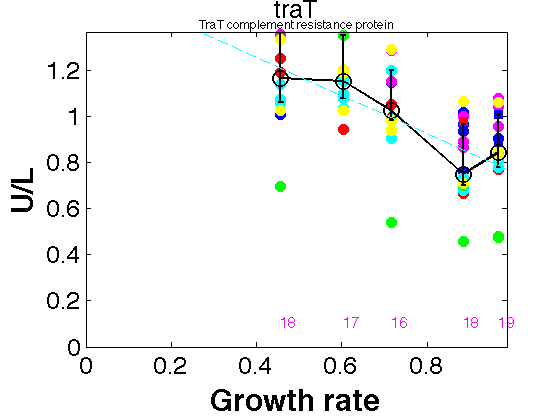 traT
TraT complement resistance protein
1.2
1
0.8
0.6
0.4
0.2
0
U/L
18 17 16 18 19
0 0.2 0.4 0.6 0.8
Growth rate